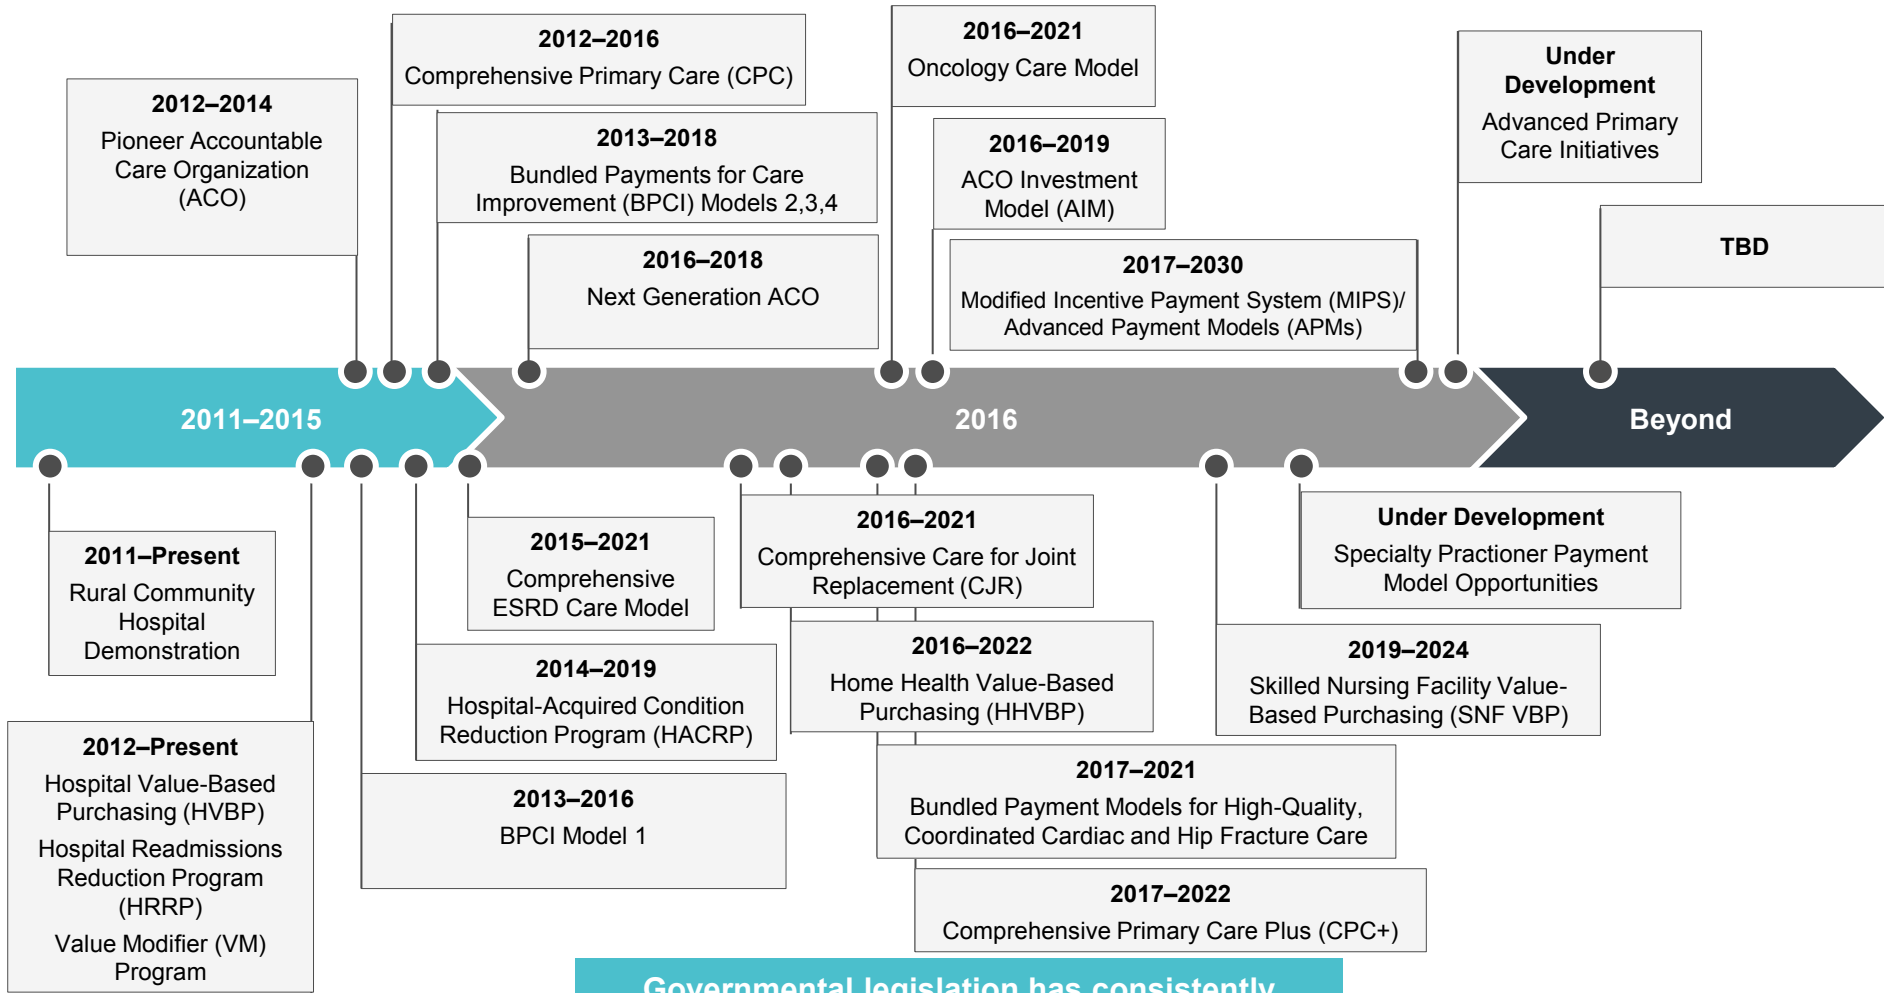 2012–2014
Pioneer Accountable
Care Organization
(ACO)
2012–2016
Comprehensive Primary Care (CPC)
2013–2018
Bundled Payments for Care
Improvement (BPCI) Models 2,3,4
2016–2018
Next Generation ACO
2016–2021
Oncology Care Model
2016–2019
ACO Investment
Model (AIM)
2017–2030
Modified Incentive Payment System (MIPS)/
Advanced Payment Models (APMs)
Under
Development
Advanced Primary
Care Initiatives
TBD
2011–2015
2016
Beyond
2011–Present
Rural Community
Hospital
Demonstration
2012–Present
Hospital Value-Based
Purchasing (HVBP)
Hospital Readmissions
Reduction Program
(HRRP)
Value Modifier (VM)
Program
2015–2021
Comprehensive
ESRD Care Model
2014–2019
Hospital-Acquired Condition
Reduction Program (HACRP)
2013–2016
BPCI Model 1
2016–2021
Comprehensive Care for Joint
Replacement (CJR)
2016–2022
Home Health Value-Based
Purchasing (HHVBP)
2017–2021
Bundled Payment Models for High-Quality,
Coordinated Cardiac and Hip Fracture Care
2017–2022
Comprehensive Primary Care Plus (CPC+)
Under Development
Specialty Practioner Payment
Model Opportunities
2019–2024
Skilled Nursing Facility Value-
Based Purchasing (SNF VBP)
Governmental legislation has consistently